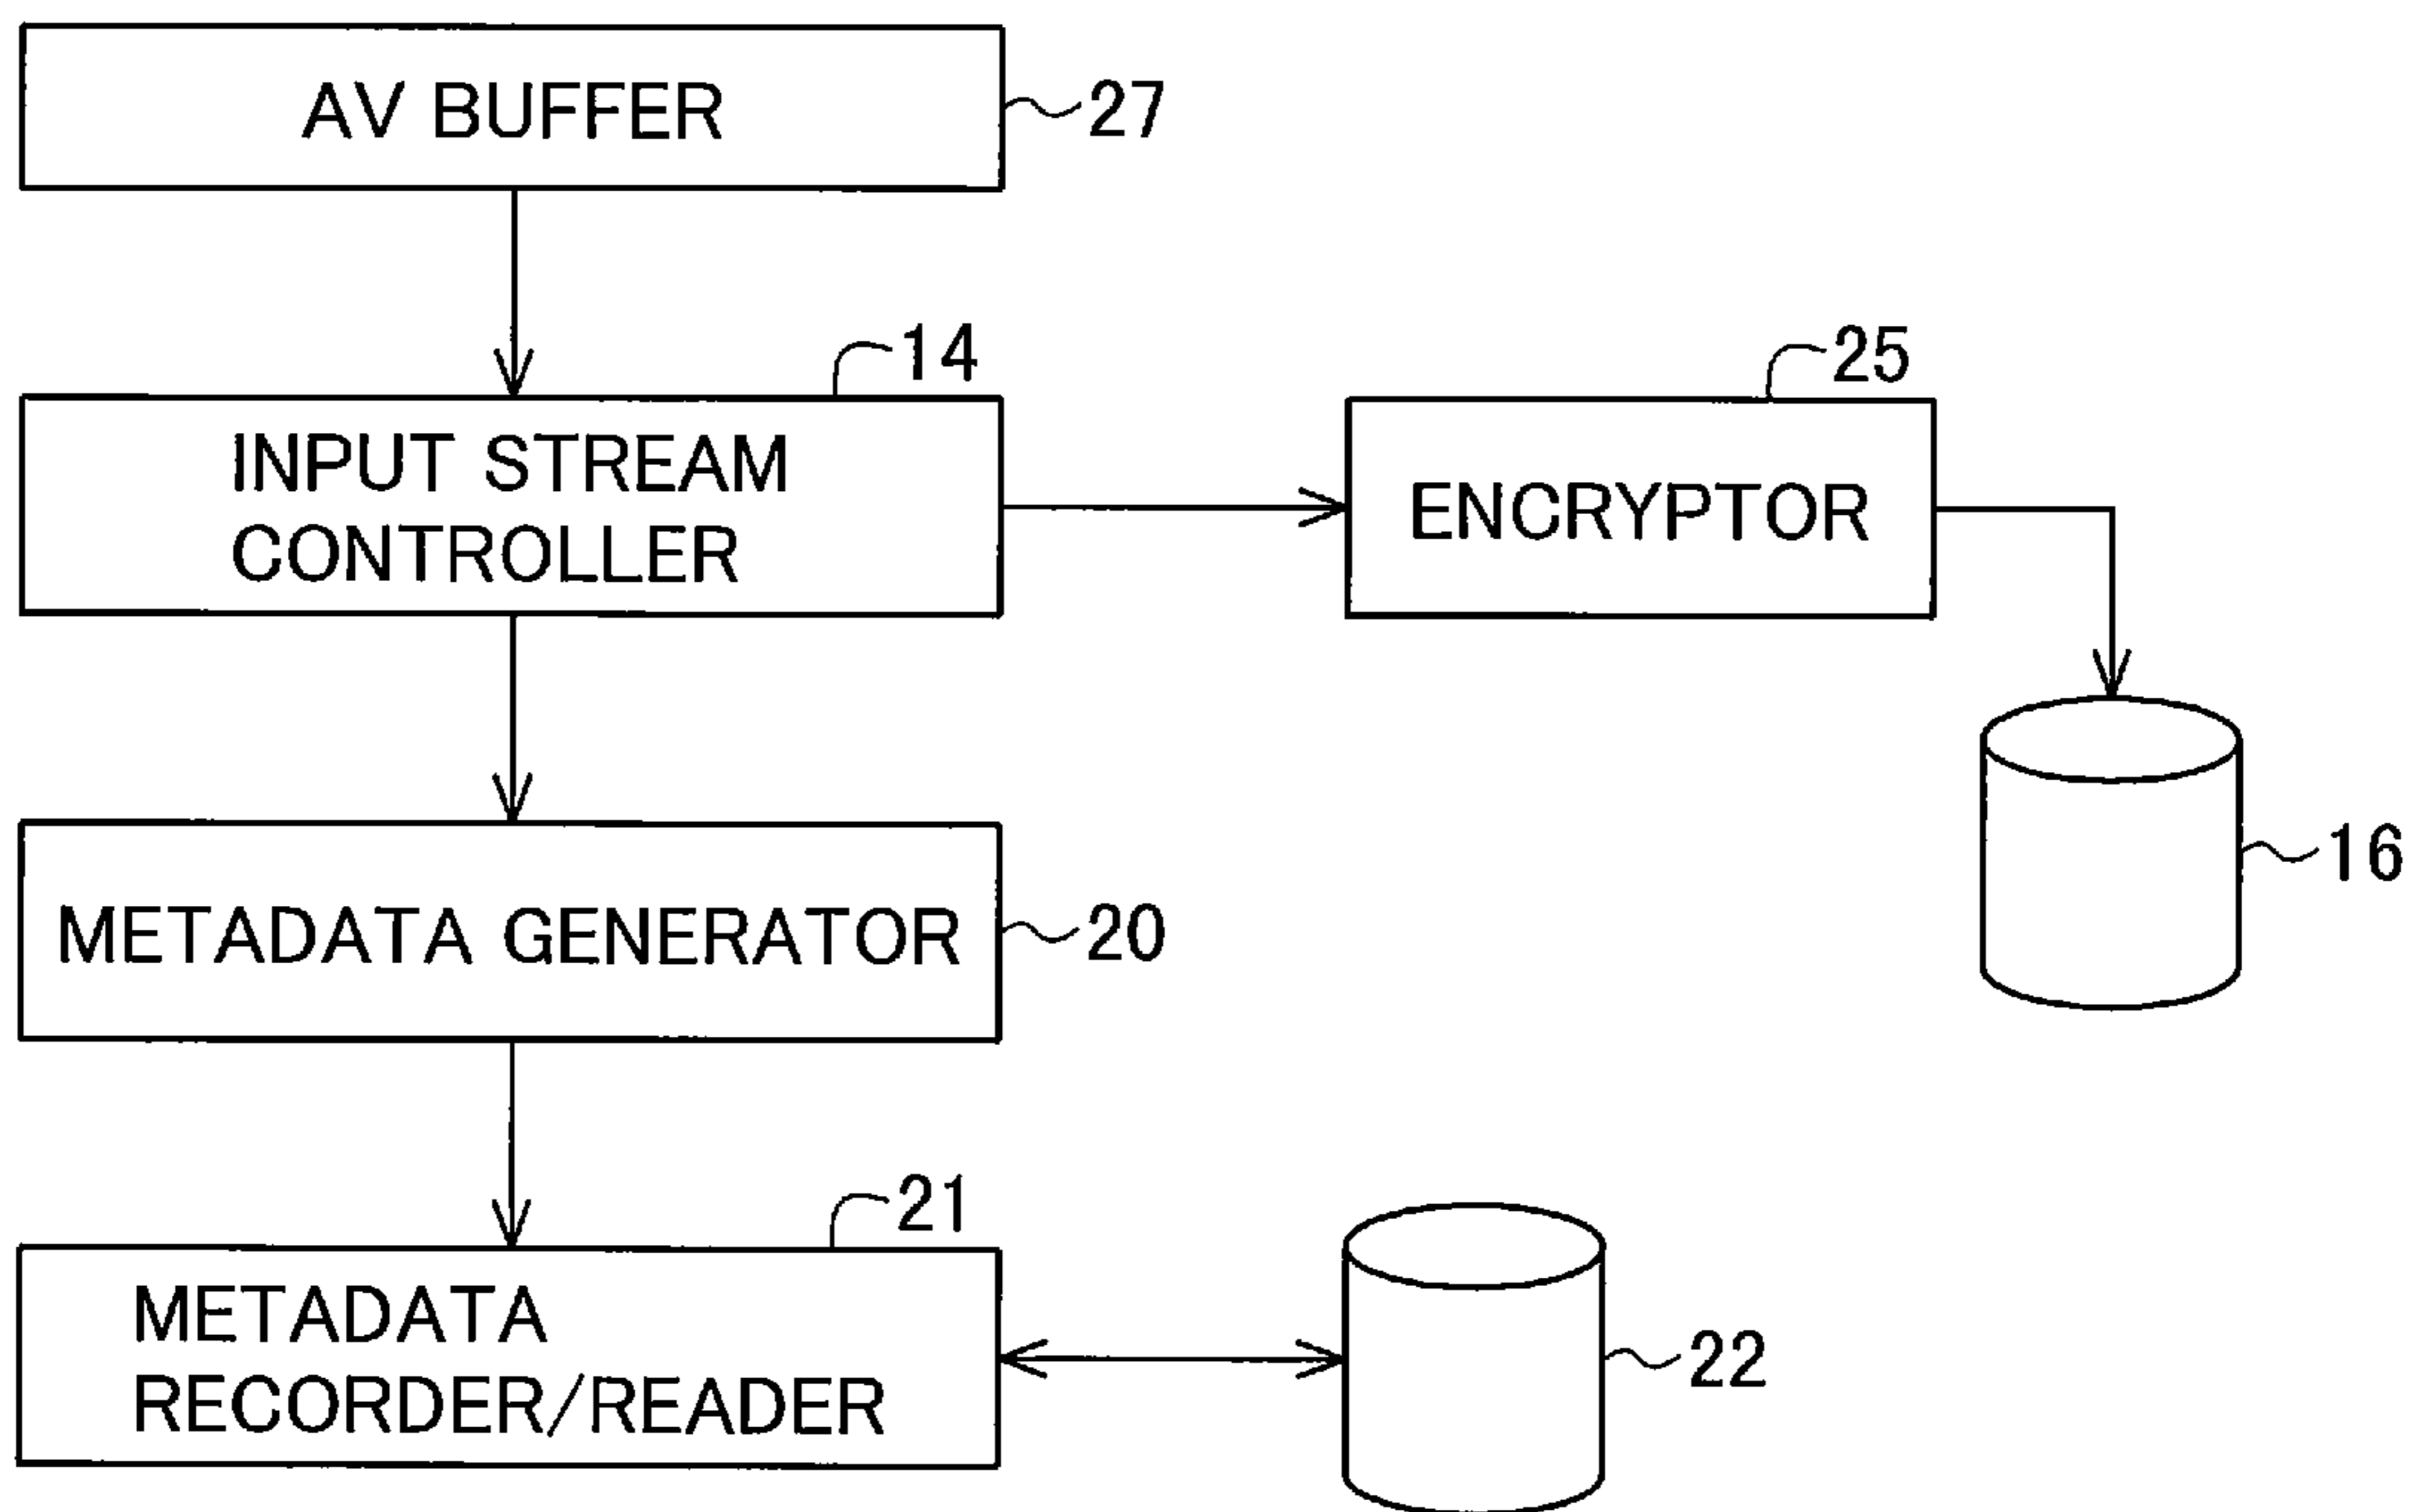 AV BUFFER
27
14
INPUT STREAM
CONTROLLER
25
ENCRYPTOR
16
METADATA GENERATOR
20
21
METADATA
RECORDER/READER
22